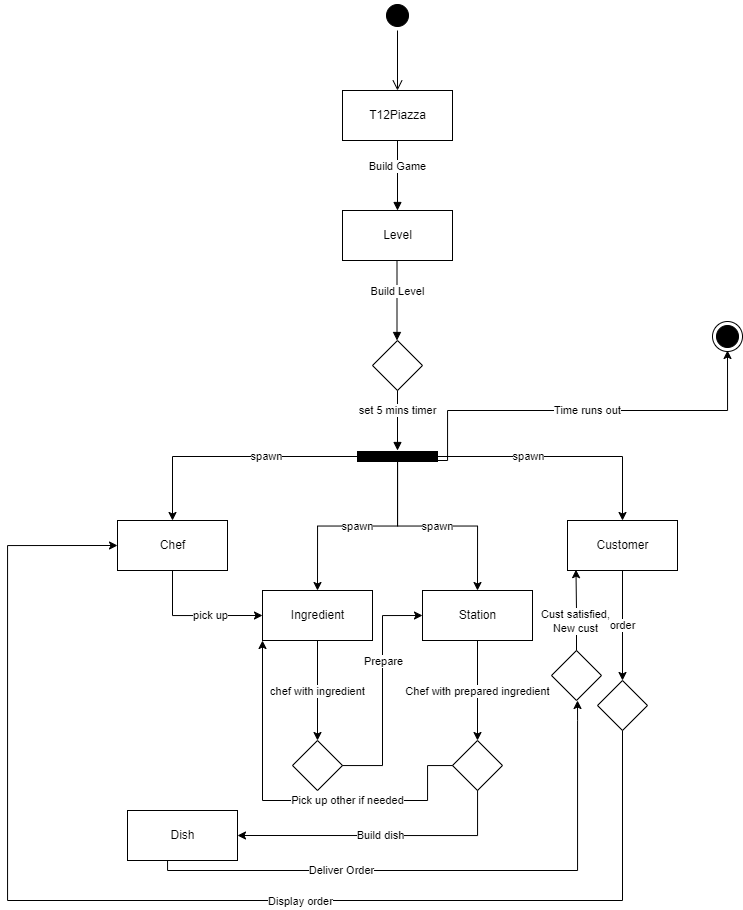 T12Piazza
Build Game
Level
Build Level
set 5 mins timer
Time runs out
spawn
spawn
spawn
spawn
Chef
Customer
pick up
Ingredient
Station
Cust satisfied,
New cust
order
Prepare
chef with ingredient
Chef with prepared ingredient
Pick up other if needed
Dish
Build dish
Deliver Order
Display order